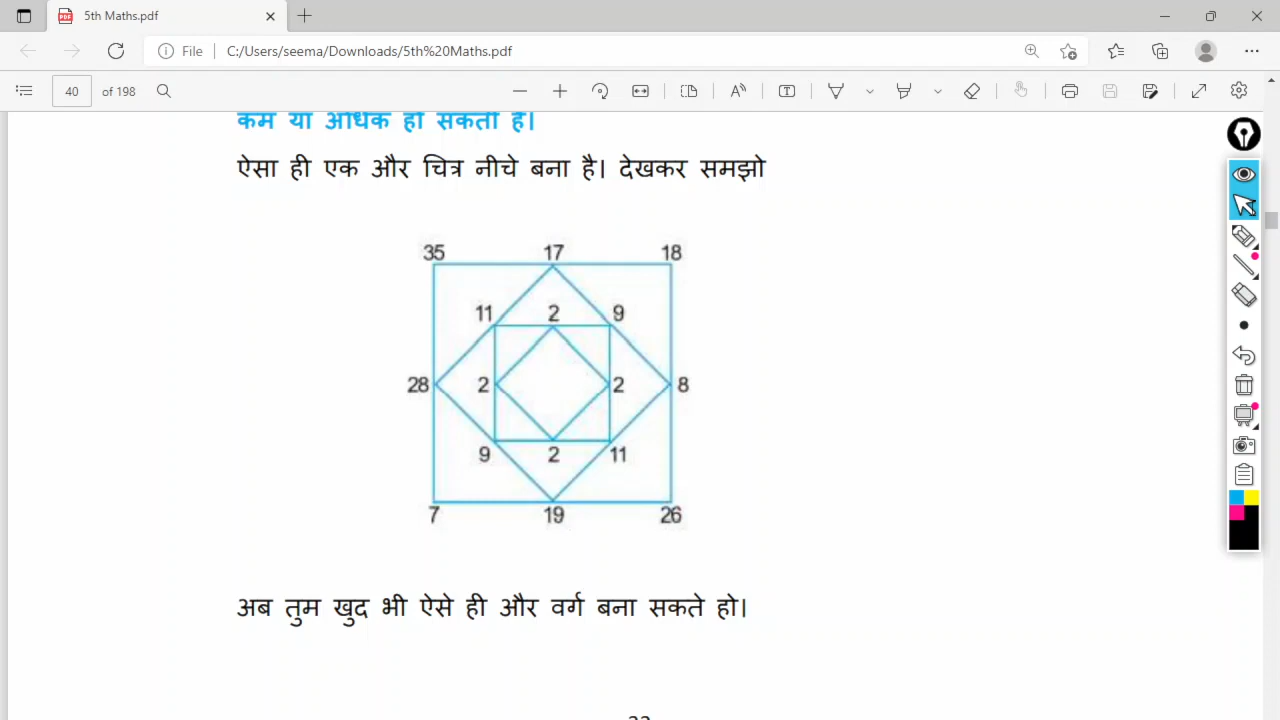 5th Maths.pdf
File C:/Users/seema/Downloads/5th%20Maths.pdf
40 of 198
कम या अधिक हो सकती है।
ऐसा ही एक और चित्र नीचे बना है। देखकर समझो
35 17 18
11 2 9
28 2 2 8
9 2 11
7 19 26
अब तुम खुद भी ऐसे ही और वर्ग बना सकते हो।